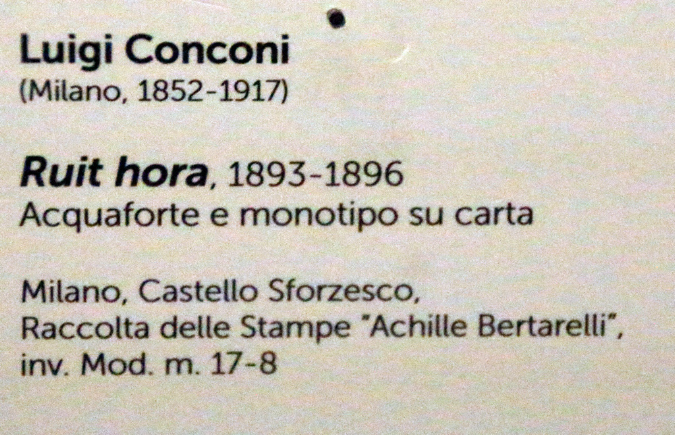 Luigi Conconi
(Milano, 1852-1917)
Ruit hora, 1893-1896
Acquaforte e monotipo su carta
Milano, Castello Sforzesco,
Raccolta delle Stampe "Achille Bertarelli",
inv. Mod. m. 17-8